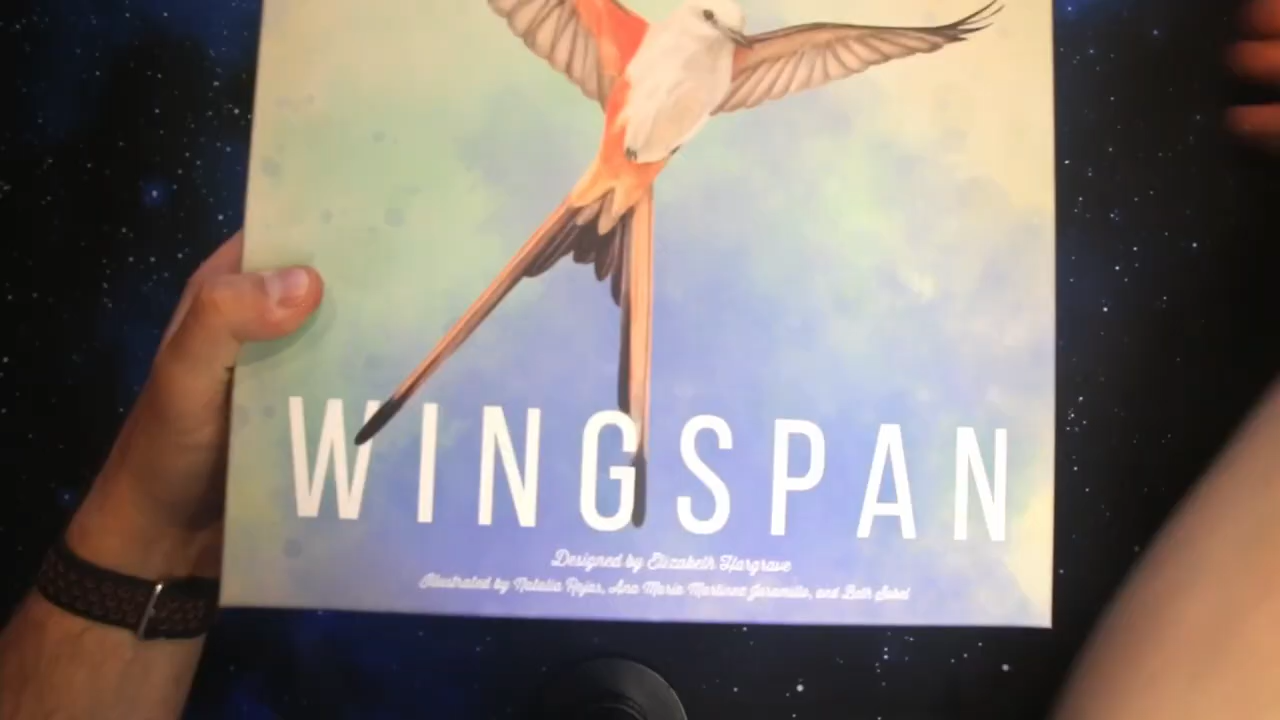 WINGSPAN
Designed by Elizabeth Hargrave
Illustrated by Natalia Rojas, Ana Maria Martinez Jaramillo, and Beth Sobel